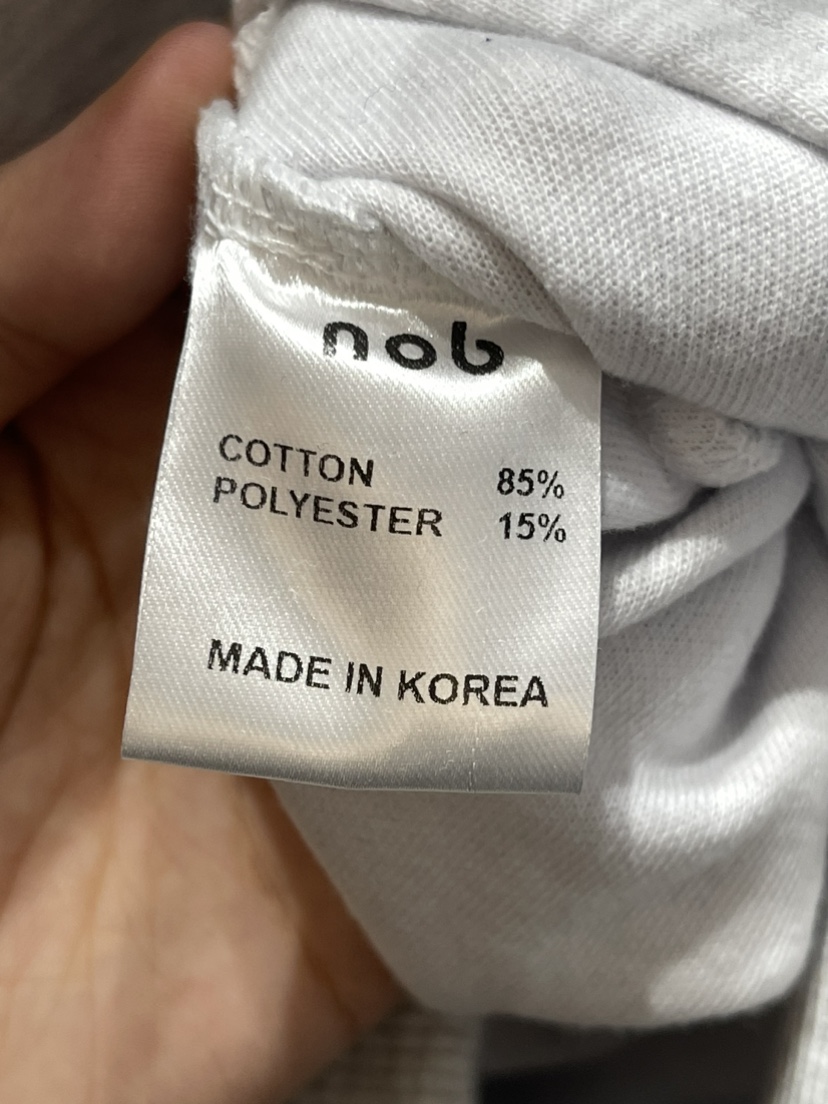 nob
COTTON 85%
POLYESTER 15%
MADE IN KOREA